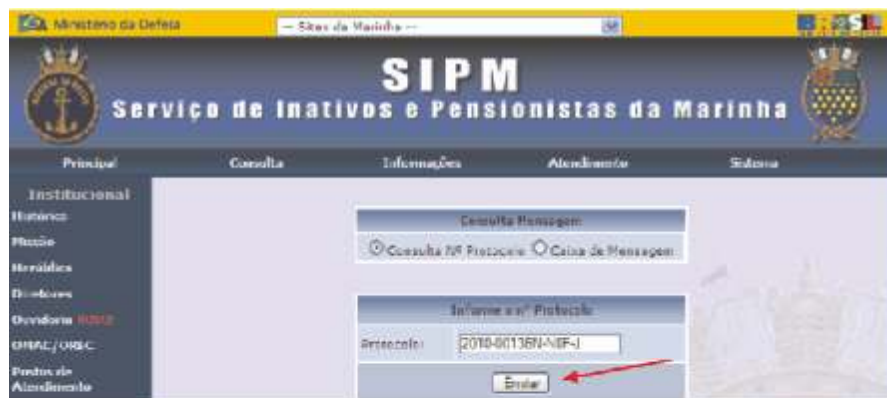 Ministério da Defesa
-- Sites da Marinha --
SIPM
Serviço de Inativos e Pensionistas da Marinha
Principal Consulta Informações Atendimento Sistema
Institucional
Histórico
Missão
Heráldica
Diretores
Ouvidoria
OMAC/OREC
Postos de
Atendimento
Consulta Mensagem
Consulta Nº Protocolo Caixa de Mensagem
Informe o nº Protocolo
Protocolo:
Enviar